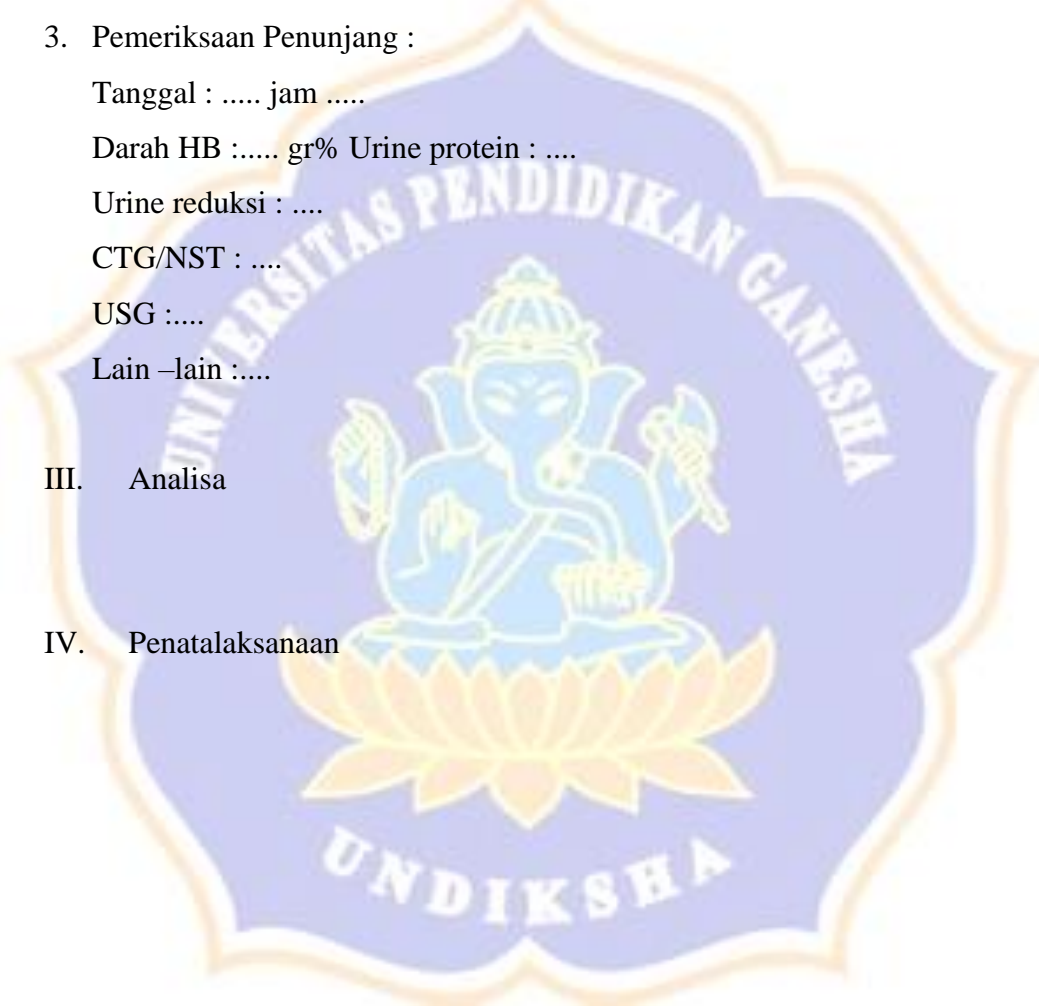 3. Pemeriksaan Penunjang :
Tanggal : ..... jam .....
Darah HB :..... gr% Urine protein : ....
Urine reduksi : ....
CTG/NST : ....
USG :....
Lain –lain :....
III. Analisa
IV. Penatalaksanaan
UNIVERSITAS PENDIDIKAN GANESHA
UNDIKSHA